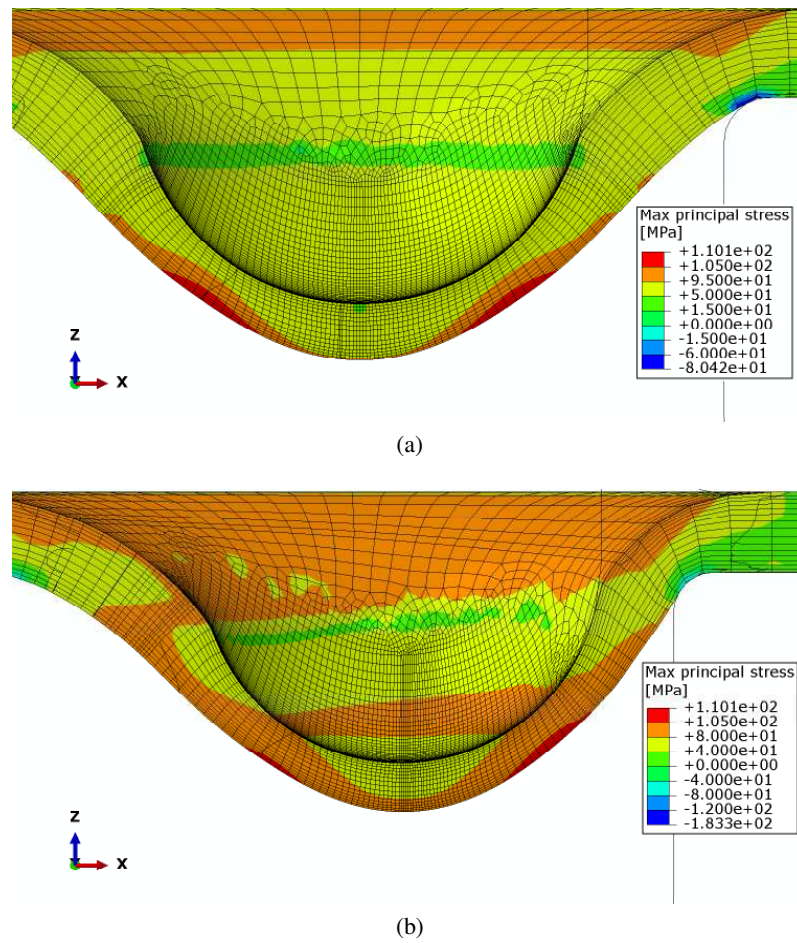 Max principal stress
[MPa]
+1.101e+02
+1.050e+02
+9.500e+01
+5.000e+01
+1.500e+01
+0.000e+00
-1.500e+01
-6.000e+01
-8.042e+01
Z
X
(a)
Max principal stress
[MPa]
+1.101e+02
+1.050e+02
+8.000e+01
+4.000e+01
+0.000e+00
-4.000e+01
-8.000e+01
-1.200e+02
-1.833e+02
Z
X
(b)